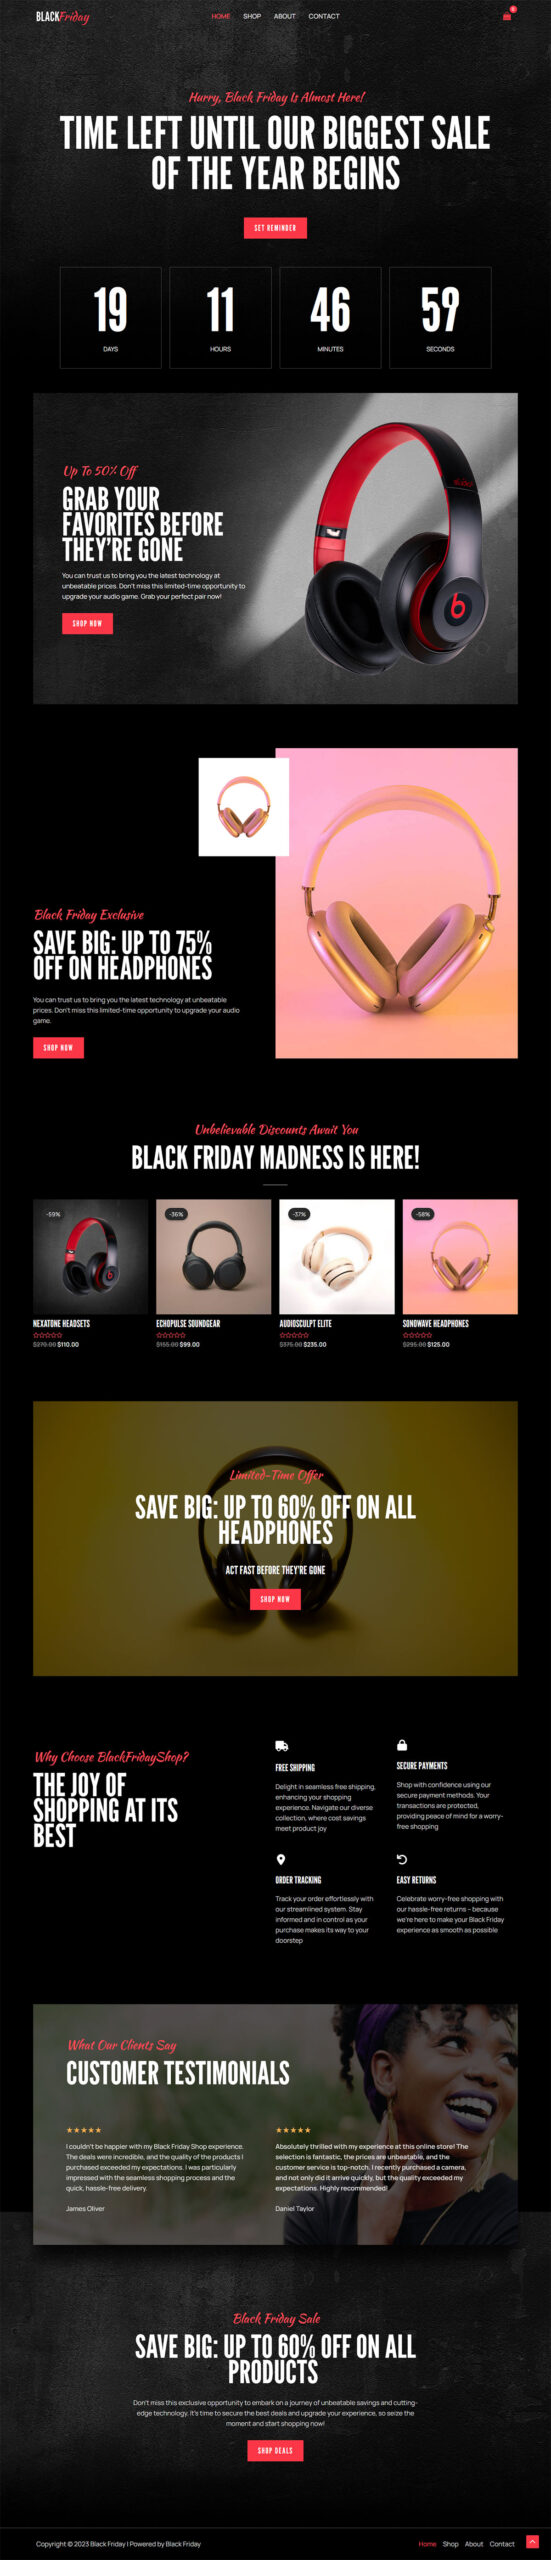 BLACKFriday
HOME SHOP ABOUT CONTACT
Hurry, Black Friday Is Almost Here!
TIME LEFT UNTIL OUR BIGGEST SALE
OF THE YEAR BEGINS
SET REMINDER
19 11 46 59
DAYS HOURS MINUTES SECONDS
Up To 50% Off
GRAB YOUR
FAVORITES BEFORE
THEY'RE GONE
You can trust us to bring you the latest technology at
unbeatable prices. Don't miss this limited-time opportunity to
upgrade your audio game. Grab your perfect pair now!
SHOP NOW
Black Friday Exclusive
SAVE BIG: UP TO 75%
OFF ON HEADPHONES
You can trust us to bring you the latest technology at unbeatable
prices. Don't miss this limited-time opportunity to upgrade your audio
game.
SHOP NOW
Unbelievable Discounts Await You
BLACK FRIDAY MADNESS IS HERE!
-59% -36% -37% -58%
NEXATONE HEADSETS
$270.00 $110.00
ECHOPULSE SOUNDGEAR
$155.00 $99.00
AUDIOSCULPT ELITE
$375.00 $235.00
SONOWAVE HEADPHONES
$295.00 $125.00
Limited-Time Offer
SAVE BIG: UP TO 60% OFF ON ALL
HEADPHONES
ACT FAST BEFORE THEY'RE GONE
SHOP NOW
Why Choose BlackFridayShop?
THE JOY OF
SHOPPING AT ITS
BEST
FREE SHIPPING
Delight in seamless free shipping,
enhancing your shopping
experience. Navigate our diverse
collection, where cost savings
meet product joy
SECURE PAYMENTS
Shop with confidence using our
secure payment methods. Your
transactions are protected,
providing peace of mind for a worry-
free shopping
ORDER TRACKING
Track your order effortlessly with
our streamlined system. Stay
informed and in control as your
purchase makes its way to your
doorstep
EASY RETURNS
Celebrate worry-free shopping with
our hassle-free returns – because
we're here to make your Black Friday
experience as smooth as possible
What Our Clients Say
CUSTOMER TESTIMONIALS
I couldn't be happier with my Black Friday Shop experience.
The deals were incredible, and the quality of the products I
purchased exceeded my expectations. I was particularly
impressed with the seamless shopping process and the
quick, hassle-free delivery.
James Oliver
Absolutely thrilled with my experience at this online store! The
selection is fantastic, the prices are unbeatable, and the
customer service is top-notch. I recently purchased a camera,
and not only did it arrive quickly, but the quality exceeded my
expectations. Highly recommended!
Daniel Taylor
Black Friday Sale
SAVE BIG: UP TO 60% OFF ON ALL
PRODUCTS
Don't miss this exclusive opportunity to embark on a journey of unbeatable savings and cutting-
edge technology. It's time to secure the best deals and upgrade your experience, so seize the
moment and start shopping now!
SHOP DEALS
Copyright © 2023 Black Friday | Powered by Black Friday
Home Shop About Contact